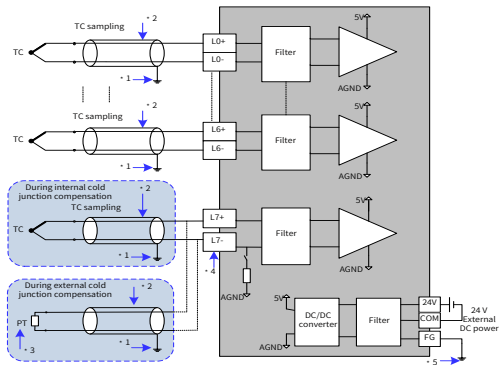 TC sampling
* 2
TC
* 1
L0+
L0-
Filter
5V
AGND
TC sampling
* 2
TC
* 1
L6+
L6-
Filter
5V
AGND
During internal cold
junction compensation
TC sampling
* 2
TC
* 1
L7+
L7-
* 4
AGND
Filter
5V
AGND
During external cold
junction compensation
* 2
PT
* 3
* 1
5V
AGND
DC/DC
converter
Filter
24V
COM
FG
24 V
External
DC power
* 5